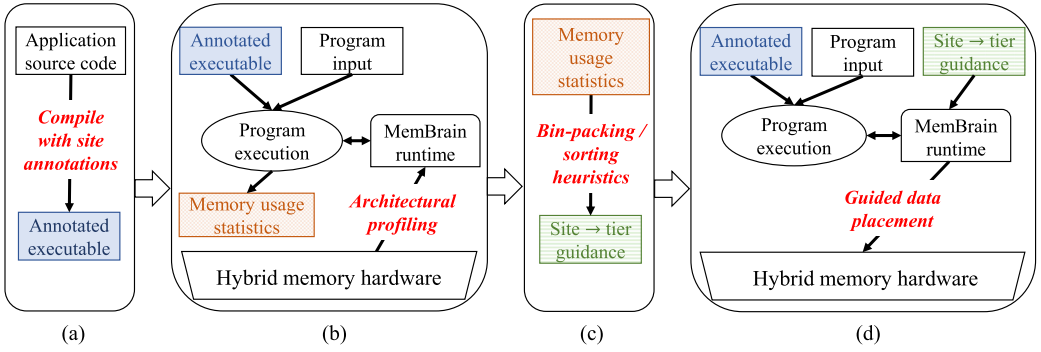 Application
source code
Compile
with site
annotations
Annotated
executable
(a)
Annotated
executable
Program
input
Program
execution
MemBrain
runtime
Memory usage
statistics
Architectural
profiling
Hybrid memory hardware
(b)
Memory
usage
statistics
Bin-packing /
sorting
heuristics
Site → tier
guidance
(c)
Annotated
executable
Program
input
Site → tier
guidance
Program
execution
MemBrain
runtime
Guided data
placement
Hybrid memory hardware
(d)